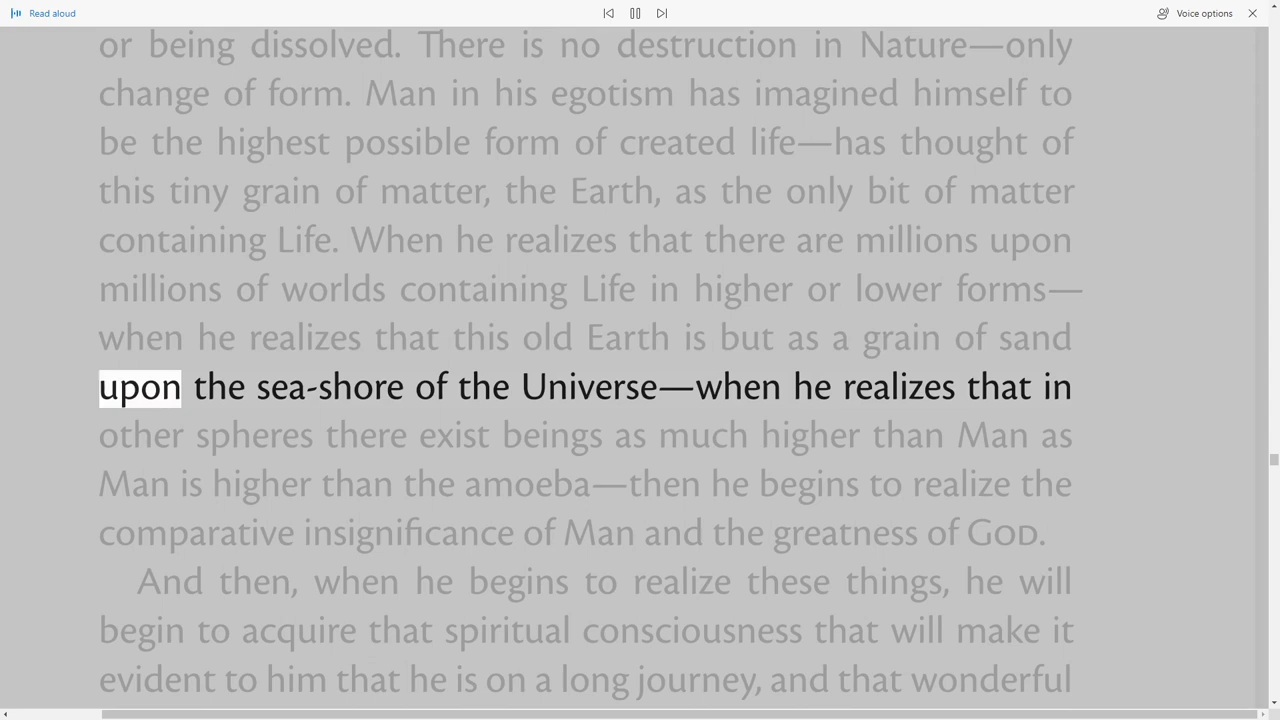 Read aloud
Voice options
or being dissolved. There is no destruction in Nature—only
change of form. Man in his egotism has imagined himself to
be the highest possible form of created life—has thought of
this tiny grain of matter, the Earth, as the only bit of matter
containing Life. When he realizes that there are millions upon
millions of worlds containing Life in higher or lower forms—
when he realizes that this old Earth is but as a grain of sand
upon the sea-shore of the Universe—when he realizes that in
other spheres there exist beings as much higher than Man as
Man is higher than the amoeba—then he begins to realize the
comparative insignificance of Man and the greatness of GOD.
And then, when he begins to realize these things, he will
begin to acquire that spiritual consciousness that will make it
evident to him that he is on a long journey, and that wonderful